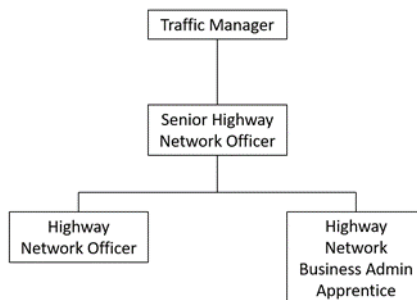 Traffic Manager
Senior Highway
Network Officer
Highway
Network Officer
Highway
Network
Business Admin
Apprentice